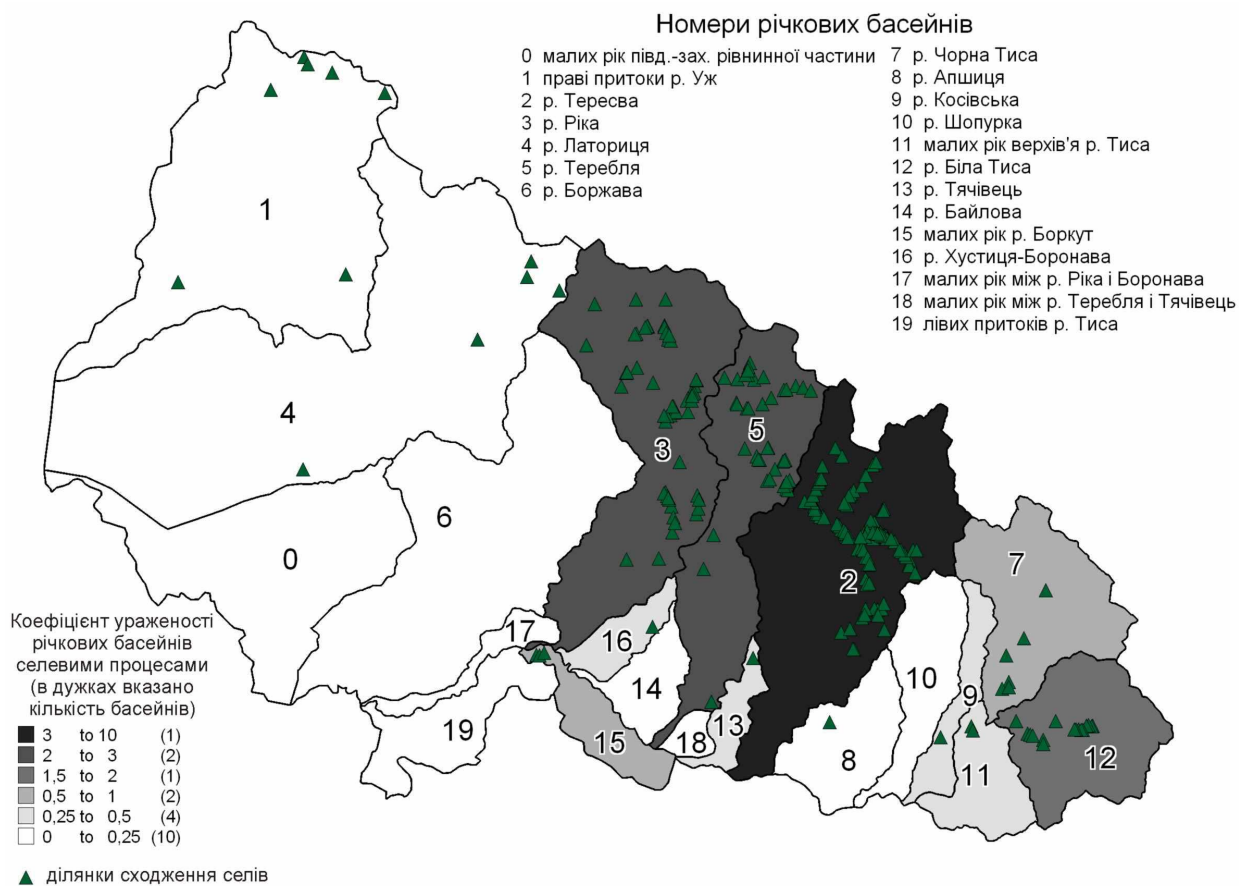 Номери річкових басейнів
0 малих рік півд.-зах. рівнинної частини
1 праві притоки р. Уж
2 р. Тересва
3 р. Ріка
4 р. Латориця
5 р. Теребля
6 р. Боржава
7 р. Чорна Тиса
8 р. Апшиця
9 р. Косівська
10 р. Шопурка
11 малих рік верхів'я р. Тиса
12 р. Біла Тиса
13 р. Тячівець
14 р. Байлова
15 малих рік р. Боркут
16 р. Хустиця-Боронава
17 малих рік між р. Ріка і Боронава
18 малих рік між р. Теребля і Тячівець
19 лівих притоків р. Тиса
1
4
3
5
6
0
2
7
17
16
14
10
9
19
15
18
13
8
11
12
Коефіцієнт ураженості
річкових басейнів
селевими процесами
(в дужках вказано
кількість басейнів)
3 to 10 (1)
2 to 3 (2)
1,5 to 2 (1)
0,5 to 1 (2)
0,25 to 0,5 (4)
0 to 0,25 (10)
ділянки сходження селів